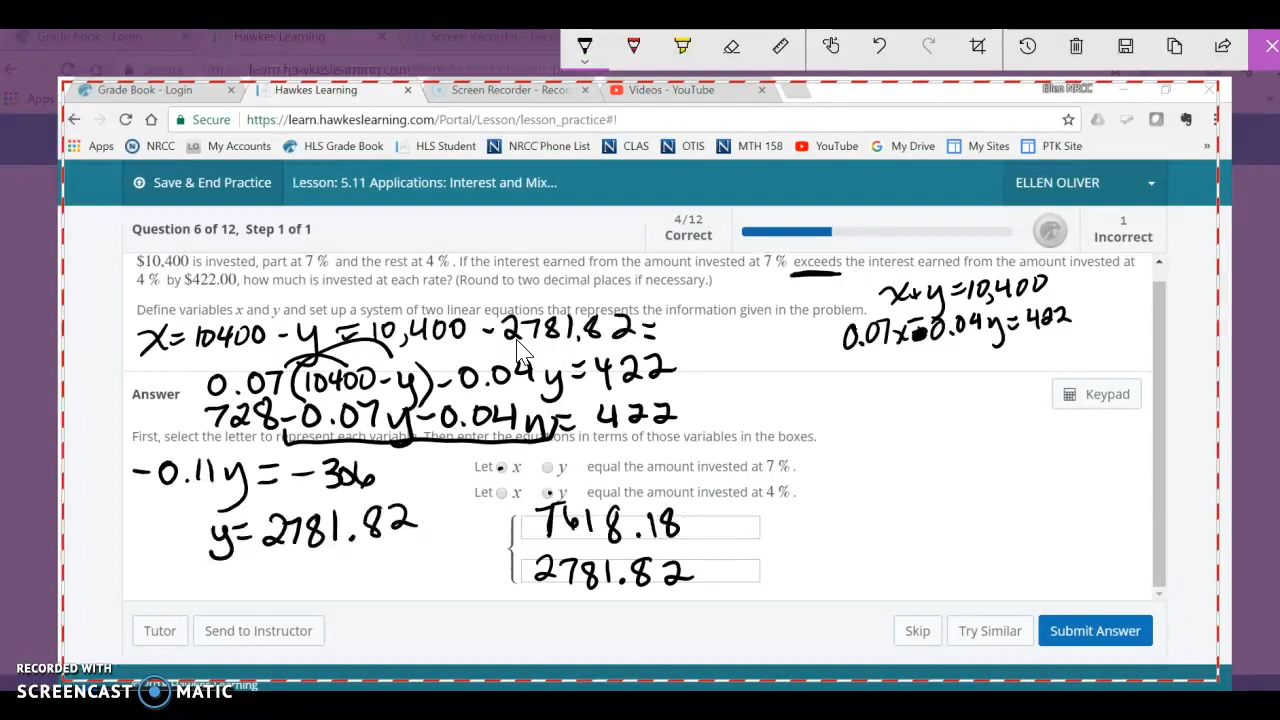 Grade Book - Login
Hawkes Learning
Screen Recorder - Recor
Videos - YouTube
Ellen NRCC
Secure
https://learn.hawkeslearning.com/Portal/Lesson/lesson_practice#!
Apps
NRCC
My Accounts
HLS Grade Book
HLS Student
NRCC Phone List
CLAS
OTIS
MTH 158
YouTube
My Drive
My Sites
PTK Site
»
Save & End Practice
Lesson: 5.11 Applications: Interest and Mix...
ELLEN OLIVER
Question 6 of 12, Step 1 of 1
4/12
Correct
1
Incorrect
$10,400 is invested, part at 7 % and the rest at 4 %. If the interest earned from the amount invested at 7 % exceeds the interest earned from the amount invested at
4 % by $422.00, how much is invested at each rate? (Round to two decimal places if necessary.)
x+y=10,400
Define variables x and y and set up a system of two linear equations that represents the information given in the problem.
0.07x-0.04y=422
x=10400-y=10,400-2781.82=
0.07(10400-y)-0.04y=422
Answer
Keypad
728-0.07y-0.04y=422
First, select the letter to represent each variable. Then enter the equations in terms of those variables in the boxes.
-0.11y=-306
Let x y equal the amount invested at 7 %.
Let x y equal the amount invested at 4 %.
y=2781.82
7618.18
2781.82
Tutor
Send to Instructor
Skip
Try Similar
Submit Answer
RECORDED WITH
SCREENCAST MATIC
Hawkes Learning